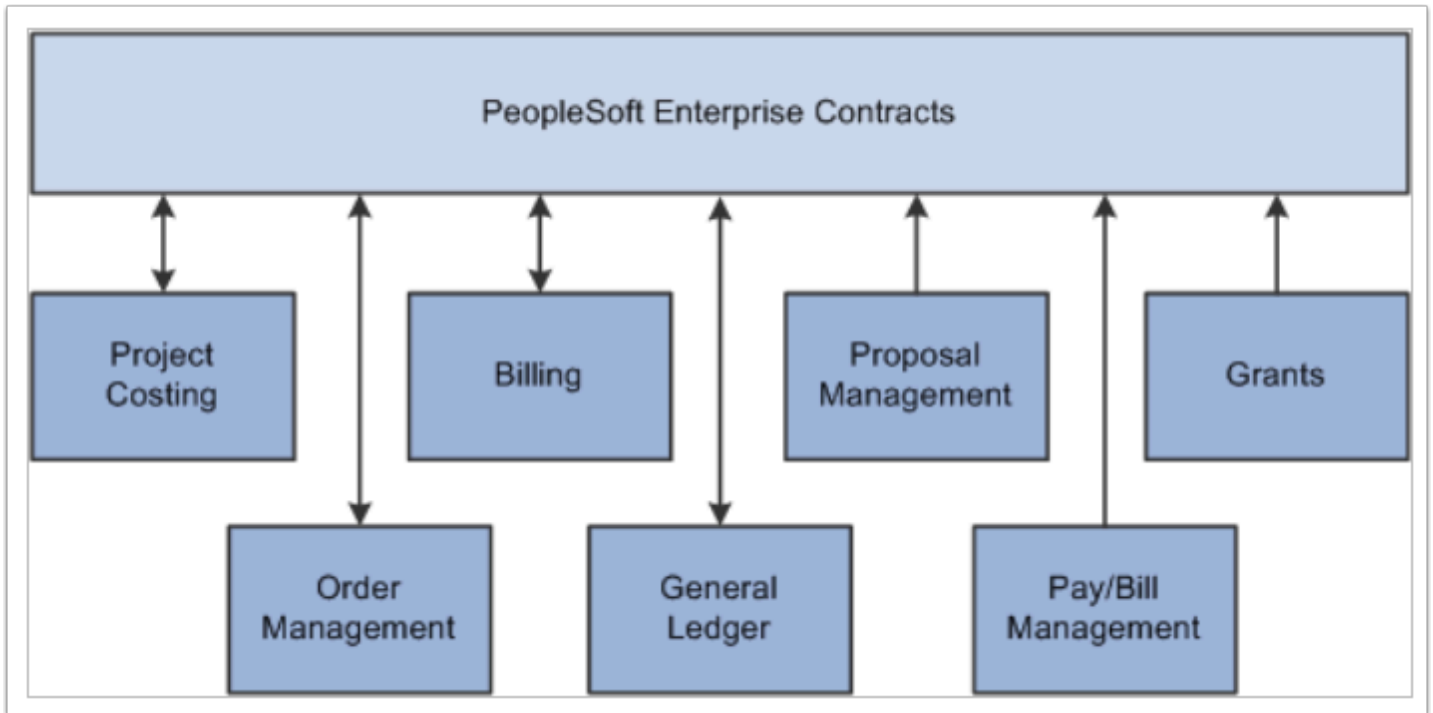 PeopleSoft Enterprise Contracts
Project
Costing
Billing
Proposal
Management
Grants
Order
Management
General
Ledger
Pay/Bill
Management